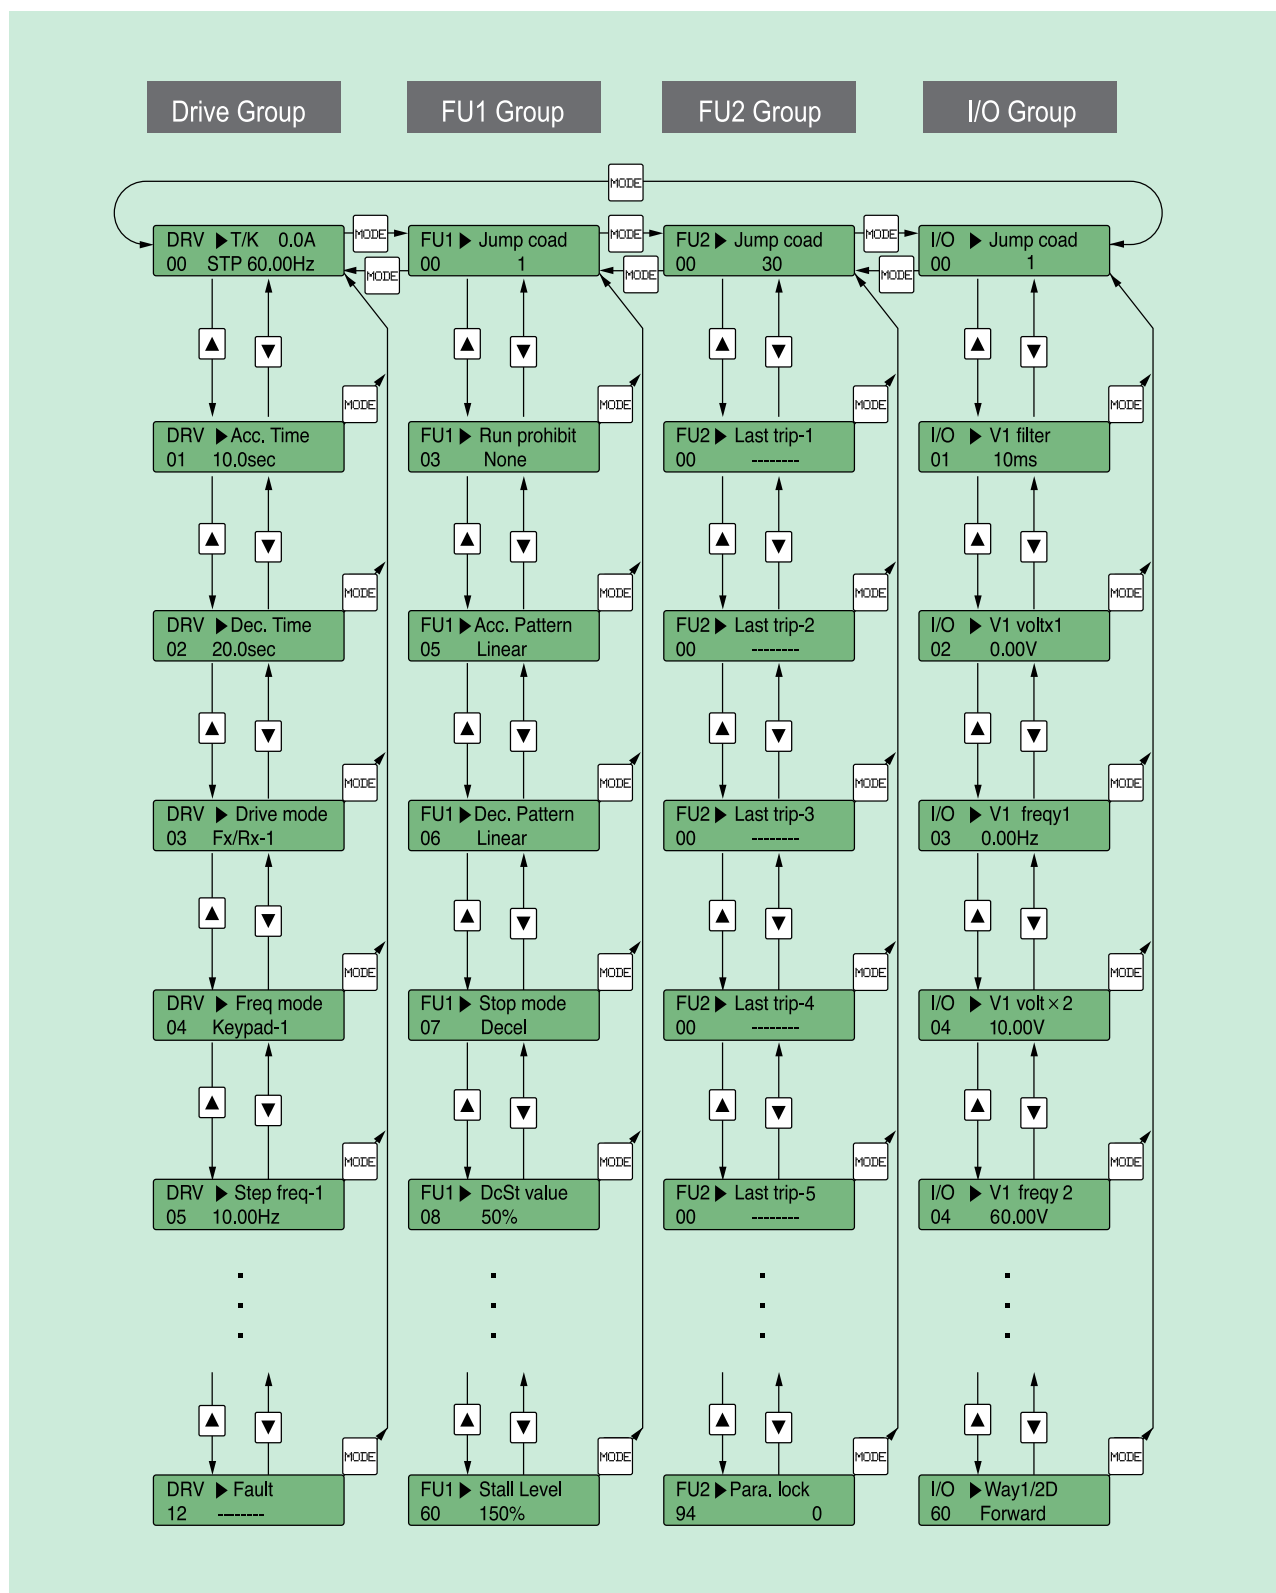 Drive Group
FU1 Group
FU2 Group
I/O Group
MODE
DRV ▶T/K 0.0A
00 STP 60.00Hz
MODE
MODE
FU1▶ Jump coad
00 1
MODE
MODE
FU2▶ Jump coad
00 30
MODE
MODE
I/O ▶ Jump coad
00 1
▲ ▼
▲ ▼
▲ ▼
▲ ▼
MODE
MODE
MODE
MODE
DRV ▶Acc. Time
01 10.0sec
FU1▶ Run prohibit
03 None
FU2▶ Last trip-1
00 --------
I/O ▶ V1 filter
01 10ms
▲ ▼
▲ ▼
▲ ▼
▲ ▼
MODE
MODE
MODE
MODE
DRV ▶Dec. Time
02 20.0sec
FU1▶Acc. Pattern
05 Linear
FU2▶ Last trip-2
00 --------
I/O ▶ V1 voltx1
02 0.00V
▲ ▼
▲ ▼
▲ ▼
▲ ▼
MODE
MODE
MODE
MODE
DRV ▶ Drive mode
03 Fx/Rx-1
FU1▶Dec. Pattern
06 Linear
FU2▶ Last trip-3
00 --------
I/O ▶ V1 freqy1
03 0.00Hz
▲ ▼
▲ ▼
▲ ▼
▲ ▼
MODE
MODE
MODE
MODE
DRV ▶ Freq mode
04 Keypad-1
FU1▶ Stop mode
07 Decel
FU2▶ Last trip-4
00 --------
I/O ▶ V1 volt×2
04 10.00V
▲ ▼
▲ ▼
▲ ▼
▲ ▼
MODE
MODE
MODE
MODE
DRV ▶ Step freq-1
05 10.00Hz
FU1▶ DcSt value
08 50%
FU2▶ Last trip-5
00 --------
I/O ▶ V1 freqy 2
04 60.00V
▲ ▼
▲ ▼
▲ ▼
▲ ▼
MODE
MODE
MODE
MODE
DRV ▶ Fault
12 --------
FU1▶ Stall Level
60 150%
FU2▶Para. lock
94 0
I/O ▶Way1/2D
60 Forward